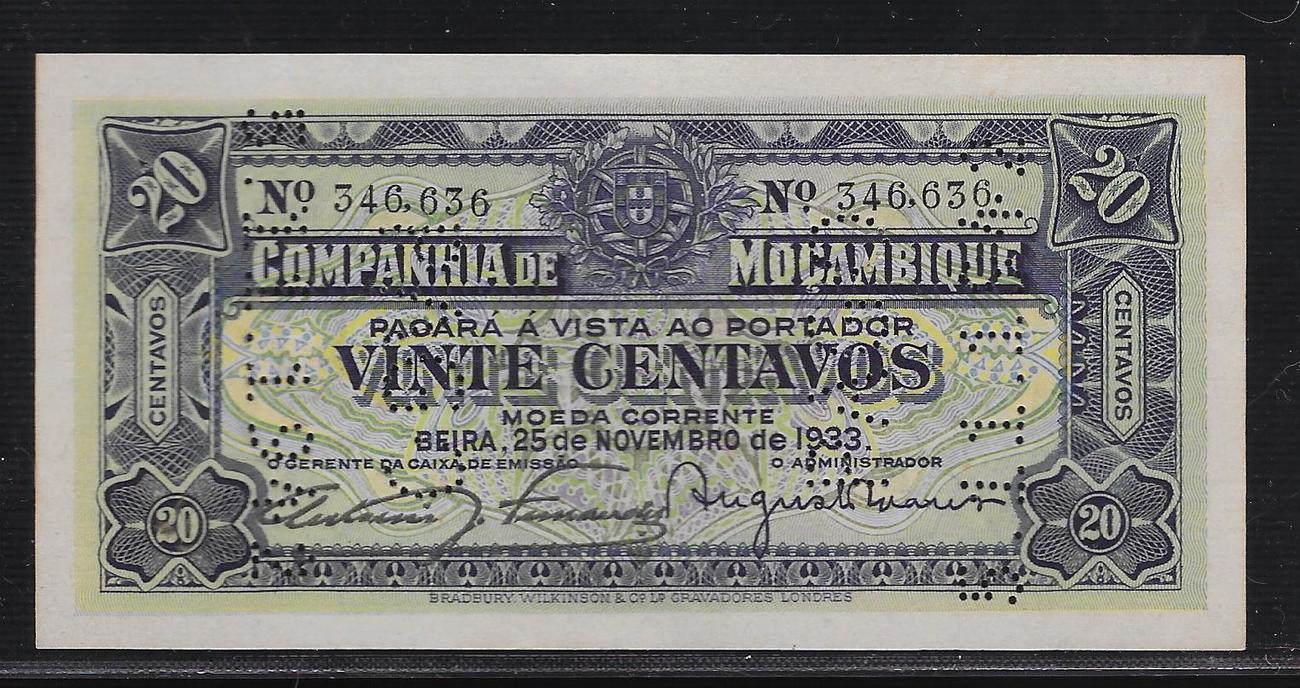 20 20
Nº 346,636 Nº 346,636.
COMPANHIA DE MOÇAMBIQUE
CENTAVOS CENTAVOS
PAGARÁ Á VISTA AO PORTADOR
VINTE CENTAVOS
MOEDA CORRENTE
BEIRA, 25 de NOVEMBRO de 1933.
O GERENTE DA CAIXA DE EMISSÃO O ADMINISTRADOR
20 20
BRADBURY, WILKINSON & Cº Lº GRAVADORES LONDRES